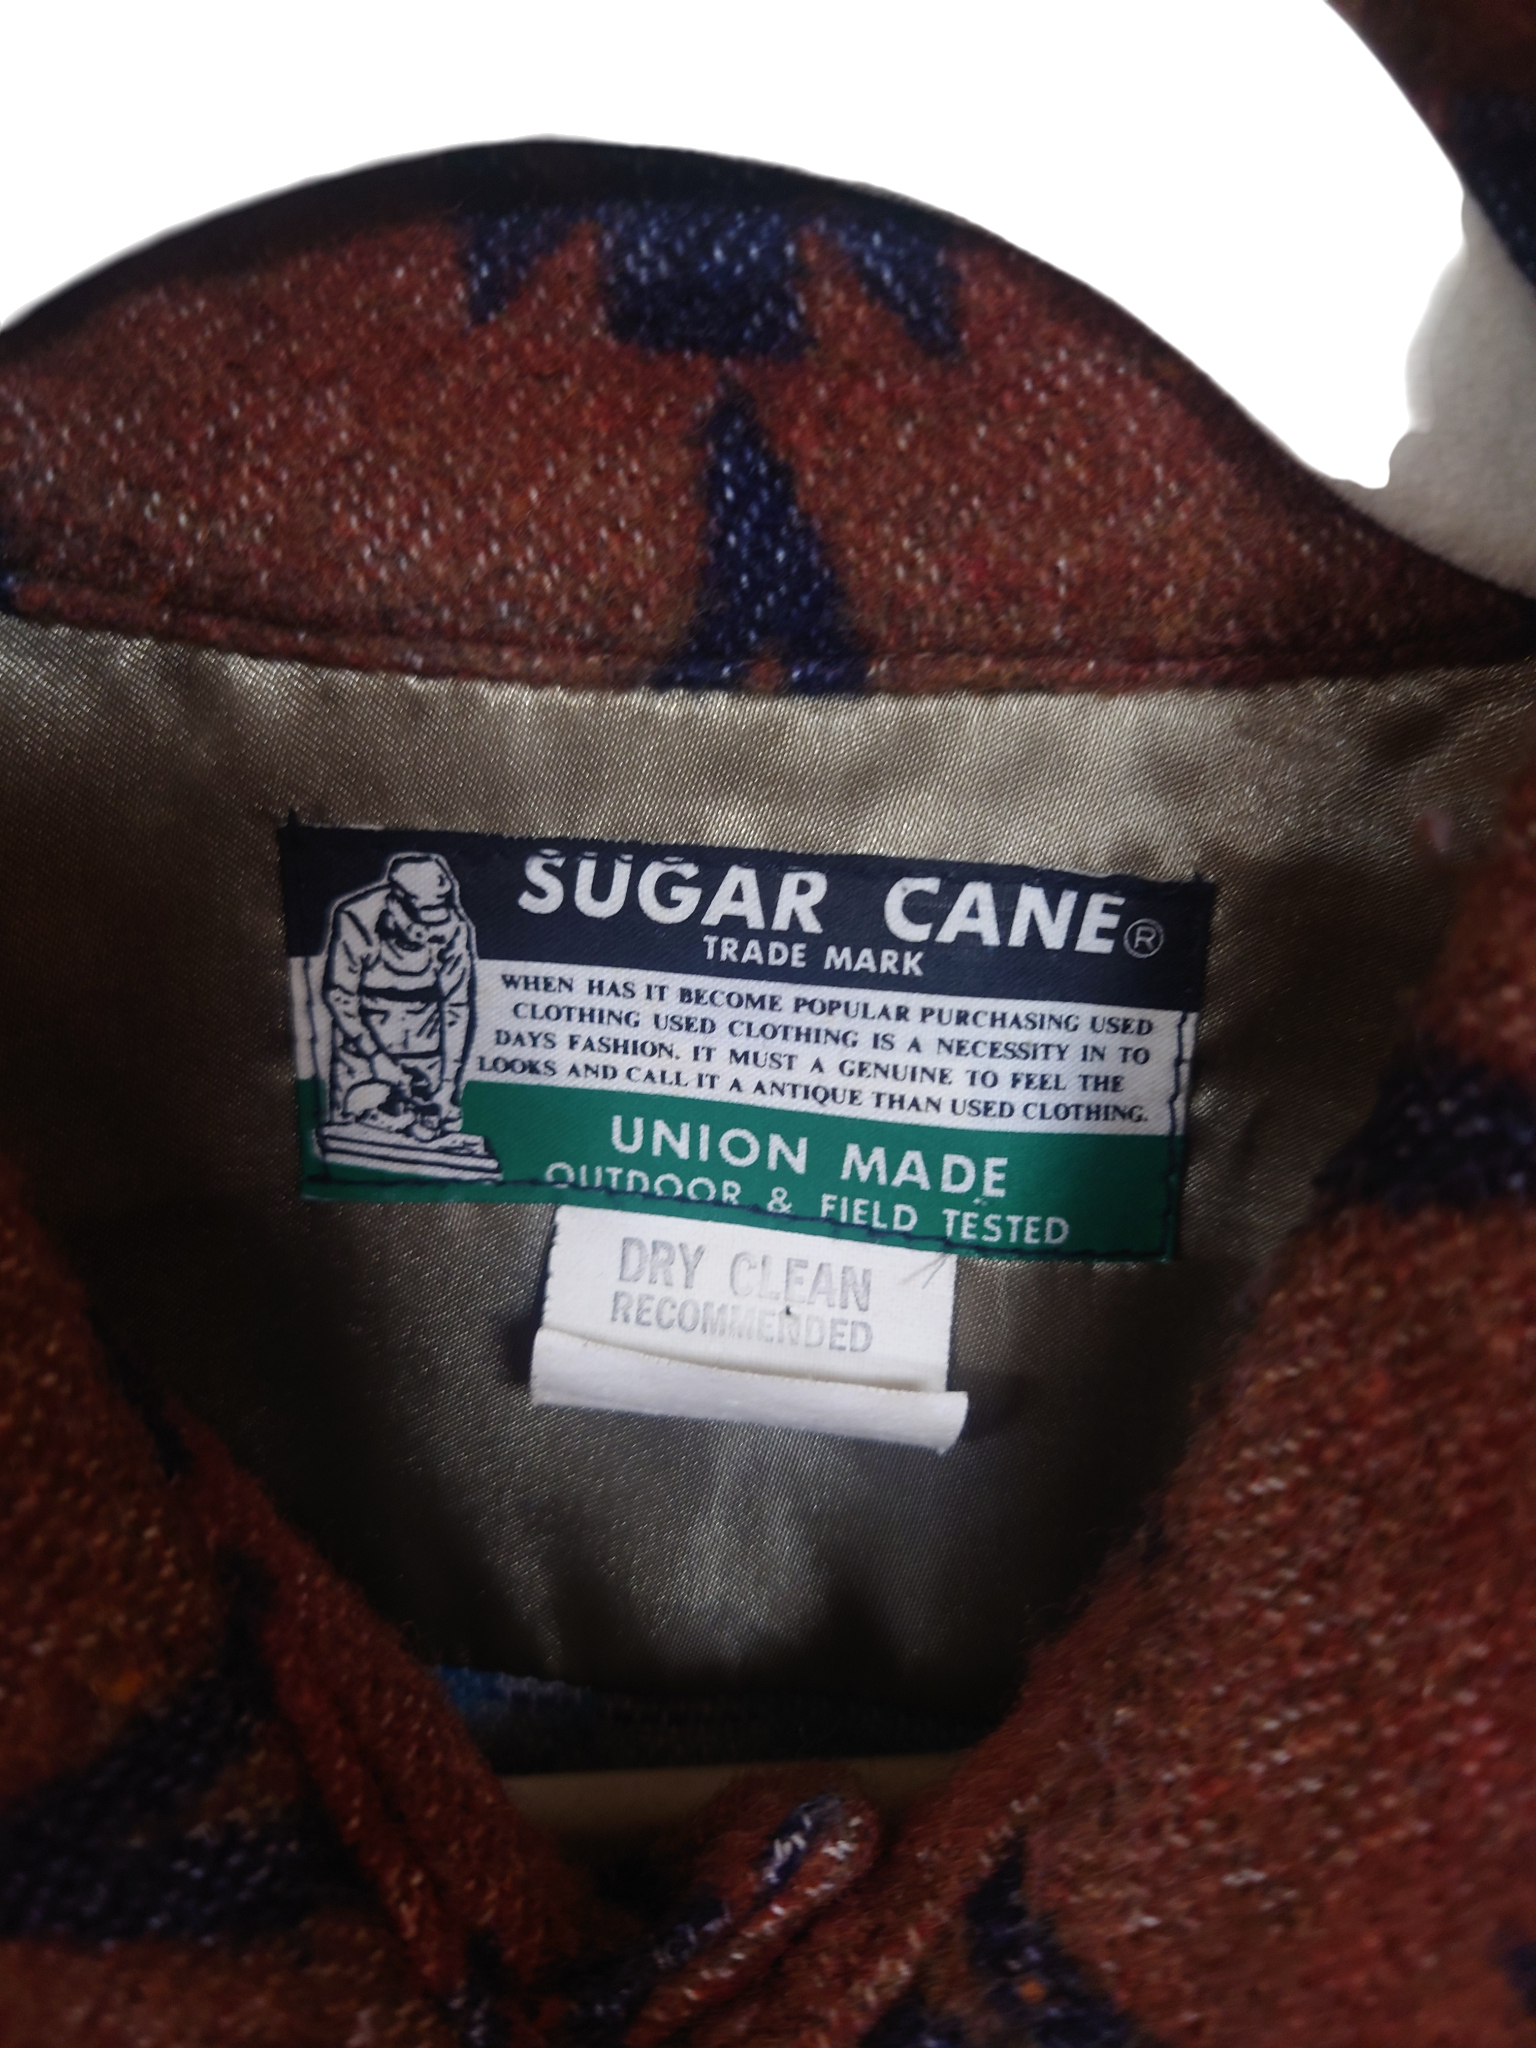 SUGAR CANE®
TRADE MARK
WHEN HAS IT BECOME POPULAR PURCHASING USED
CLOTHING USED CLOTHING IS A NECESSITY IN TO
DAYS FASHION. IT MUST A GENUINE TO FEEL THE
LOOKS AND CALL IT A ANTIQUE THAN USED CLOTHING.
UNION MADE
OUTDOOR & FIELD TESTED
DRY CLEAN
RECOMMENDED